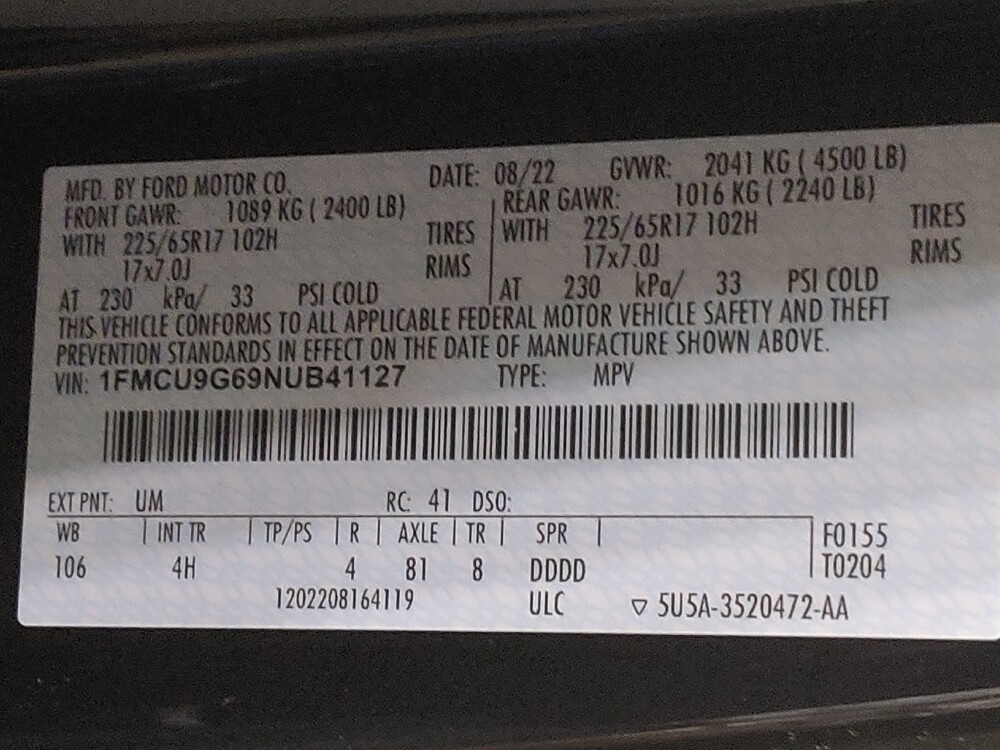 MFD. BY FORD MOTOR CO. DATE: 08/22 GVWR: 2041 KG ( 4500 LB)
FRONT GAWR: 1089 KG ( 2400 LB) REAR GAWR: 1016 KG ( 2240 LB)
WITH 225/65R17 102H TIRES WITH 225/65R17 102H TIRES
17x7.0J RIMS 17x7.0J RIMS
AT 230 kPa/ 33 PSI COLD AT 230 kPa/ 33 PSI COLD
THIS VEHICLE CONFORMS TO ALL APPLICABLE FEDERAL MOTOR VEHICLE SAFETY AND THEFT
PREVENTION STANDARDS IN EFFECT ON THE DATE OF MANUFACTURE SHOWN ABOVE.
VIN: 1FMCU9G69NUB41127 TYPE: MPV
EXT PNT: UM RC: 41 DSO:
WB INT TR TP/PS R AXLE TR SPR F0155
106 4H 4 81 8 DDDD T0204
1202208164119 ULC ▽ 5U5A-3520472-AA